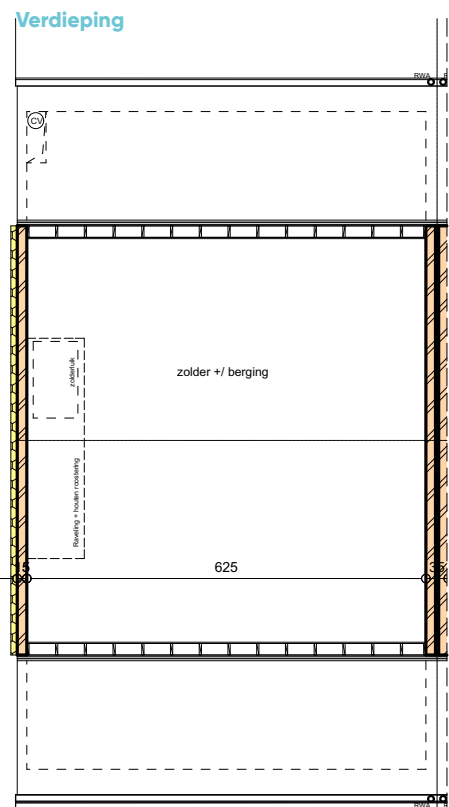 Verdieping
RWA
CV
zolder +/ berging
zolderluik
Raveling + houten roostering
15
625
35
RWA